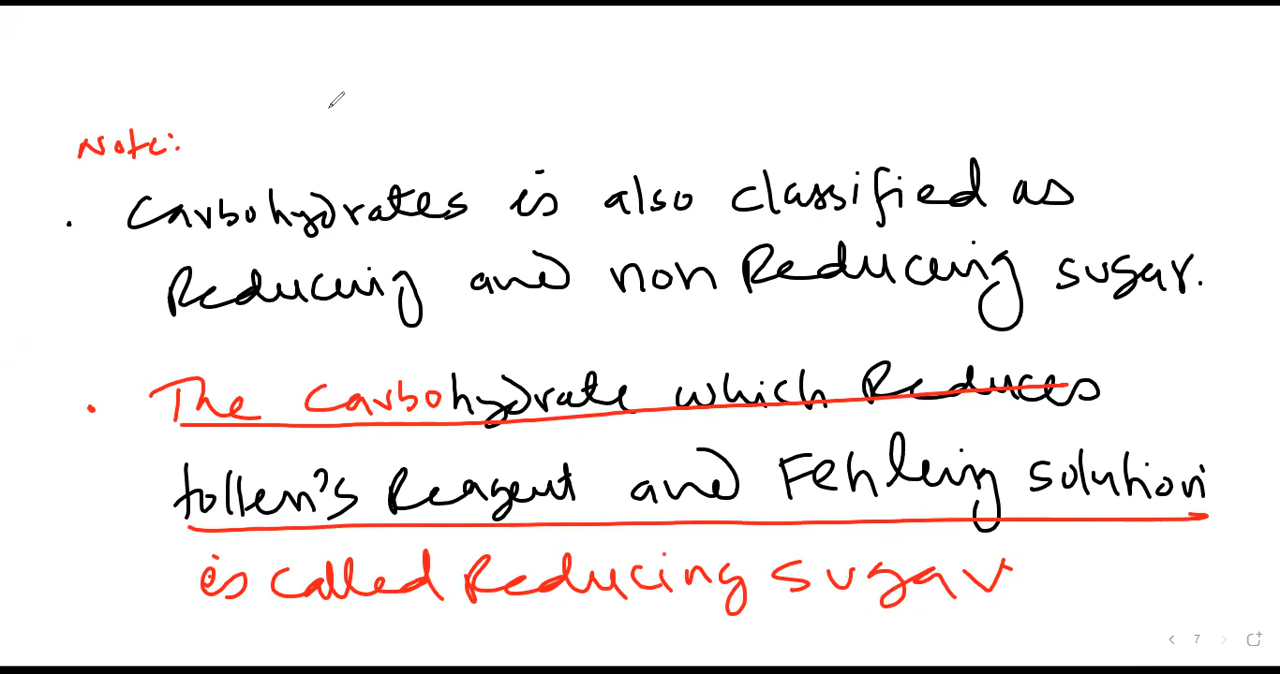 Note:
. Carbohydrates is also classified as
Reducing and non Reducing sugar.
. The carbohydrate which Reduces
tollen's Reagent and Fehling solution
is called Reducing sugar
7